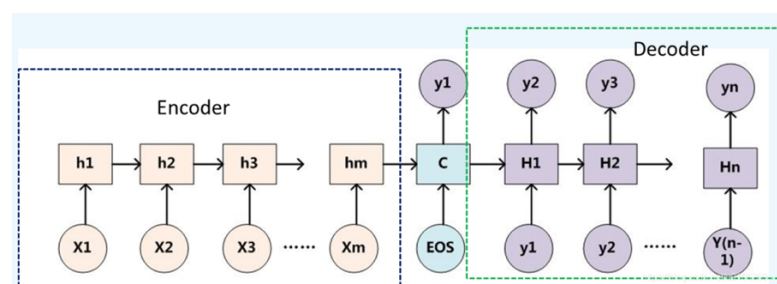 Decoder
Encoder
y1 y2 y3 yn
h1 h2 h3 hm C H1 H2 Hn
X1 X2 X3 ...... Xm EOS y1 y2 ...... Y(n-
1)